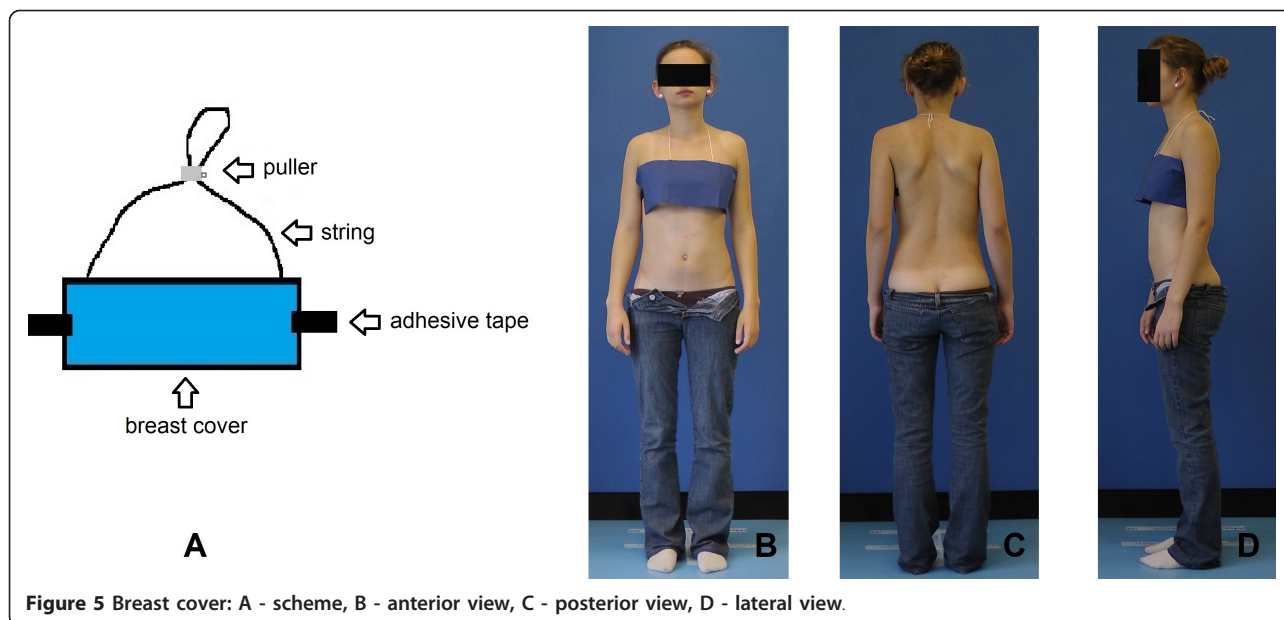 puller
string
adhesive tape
breast cover
A
B
C
D
Figure 5 Breast cover: A - scheme, B - anterior view, C - posterior view, D - lateral view.